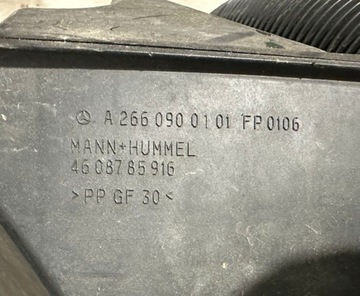 A 266 090 01 01 FP 0106
MANN+HUMMEL
46 087 85 916
>PP GF 30<